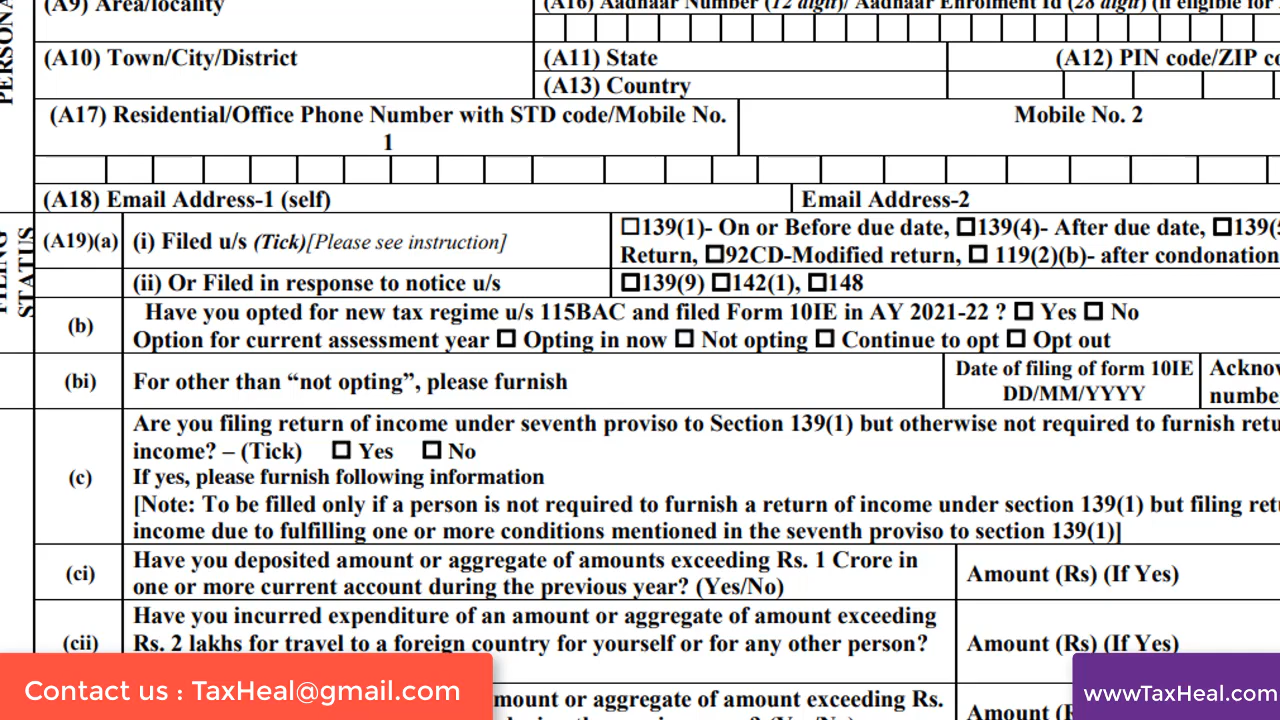 (A9) Area/locality
(A16) Aadhaar Number (12 digit)/ Aadhaar Enrolment Id (28 digit) (if eligible for
PERSONA
(A10) Town/City/District
(A11) State
(A12) PIN code/ZIP co
(A13) Country
(A17) Residential/Office Phone Number with STD code/Mobile No.
1
Mobile No. 2
(A18) Email Address-1 (self)
Email Address-2
FILING
STATUS
(A19)(a)
(i) Filed u/s (Tick)[Please see instruction]
☐139(1)- On or Before due date, ☐139(4)- After due date, ☐139(5
Return, ☐92CD-Modified return, ☐ 119(2)(b)- after condonation
(ii) Or Filed in response to notice u/s
☐139(9) ☐142(1), ☐148
(b)
Have you opted for new tax regime u/s 115BAC and filed Form 10IE in AY 2021-22 ? ☐ Yes ☐ No
Option for current assessment year ☐ Opting in now ☐ Not opting ☐ Continue to opt ☐ Opt out
(bi)
For other than “not opting”, please furnish
Date of filing of form 10IE
DD/MM/YYYY
Acknow
numbe
(c)
Are you filing return of income under seventh proviso to Section 139(1) but otherwise not required to furnish retu
income? – (Tick) ☐ Yes ☐ No
If yes, please furnish following information
[Note: To be filled only if a person is not required to furnish a return of income under section 139(1) but filing retu
income due to fulfilling one or more conditions mentioned in the seventh proviso to section 139(1)]
(ci)
Have you deposited amount or aggregate of amounts exceeding Rs. 1 Crore in
one or more current account during the previous year? (Yes/No)
Amount (Rs) (If Yes)
(cii)
Have you incurred expenditure of an amount or aggregate of amount exceeding
Rs. 2 lakhs for travel to a foreign country for yourself or for any other person?
Amount (Rs) (If Yes)
mount or aggregate of amount exceeding Rs.
Amount (R
Contact us : TaxHeal@gmail.com
wwwTaxHeal.com